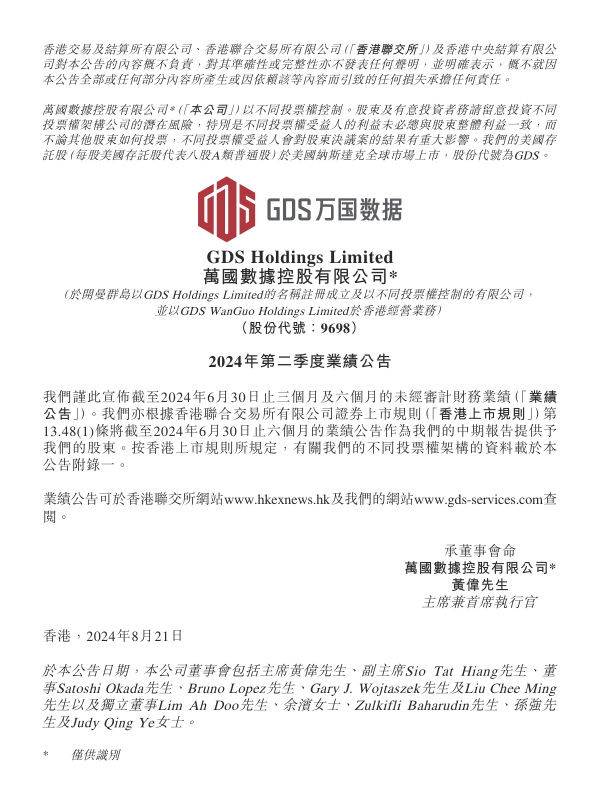 香港交易及結算所有限公司、香港聯合交易所有限公司（「香港聯交所」）及香港中央結算有限公
司對本公告的內容概不負責，對其準確性或完整性亦不發表任何聲明，並明確表示，概不就因
本公告全部或任何部分內容所產生或因依賴該等內容而引致的任何損失承擔任何責任。
萬國數據控股有限公司*（「本公司」）以不同投票權控制。股東及有意投資者務請留意投資不同
投票權架構公司的潛在風險，特別是不同投票權受益人的利益未必總與股東整體利益一致，而
不論其他股東如何投票，不同投票權受益人會對股東決議案的結果有重大影響。我們的美國存
託股（每股美國存託股代表八股A類普通股）於美國納斯達克全球市場上市，股份代號為GDS。
GDS 万国数据
GDS Holdings Limited
萬國數據控股有限公司*
（於開曼群島以GDS Holdings Limited的名稱註冊成立及以不同投票權控制的有限公司，
並以GDS WanGuo Holdings Limited於香港經營業務）
（股份代號：9698）
2024年第二季度業績公告
我們謹此宣佈截至2024年6月30日止三個月及六個月的未經審計財務業績（「業績
公告」）。我們亦根據香港聯合交易所有限公司證券上市規則（「香港上市規則」）第
13.48(1)條將截至2024年6月30日止六個月的業績公告作為我們的中期報告提供予
我們的股東。按香港上市規則所規定，有關我們的不同投票權架構的資料載於本
公告附錄一。
業績公告可於香港聯交所網站www.hkexnews.hk及我們的網站www.gds-services.com查
閱。
承董事會命
萬國數據控股有限公司*
黃偉先生
主席兼首席執行官
香港，2024年8月21日
於本公告日期，本公司董事會包括主席黃偉先生、副主席Sio Tat Hiang先生、董
事Satoshi Okada先生、Bruno Lopez先生、Gary J. Wojtaszek先生及Liu Chee Ming
先生以及獨立董事Lim Ah Doo先生、余濱女士、Zulkifli Baharudin先生、孫強先
生及Judy Qing Ye女士。
* 僅供識別